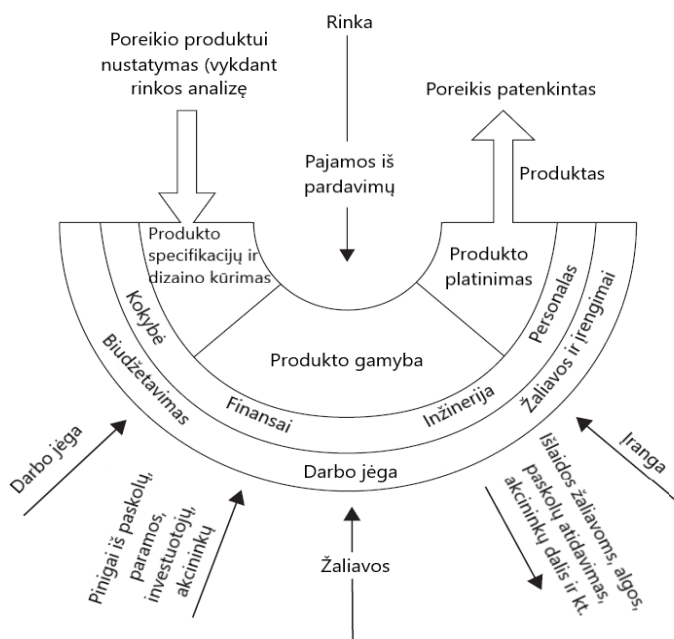 Rinka
Poreikio produktui
nustatymas (vykdant
rinkos analizę
Poreikis patenkintas
Pajamos iš
pardavimų
Produktas
Produkto
specifikacijų ir
dizaino kūrimas
Produkto
platinimas
Produkto gamyba
Kokybė
Finansai
Inžinerija
Personalas
Biudžetavimas
Darbo jėga
Žaliavos ir įrengimai
Darbo jėga
Pinigai iš paskolų,
paramos,
investuotojų,
akcininkų
Žaliavos
Išlaidos žaliavoms, algos,
paskolų atidavimas,
akcininkų dalis ir kt.
Įranga